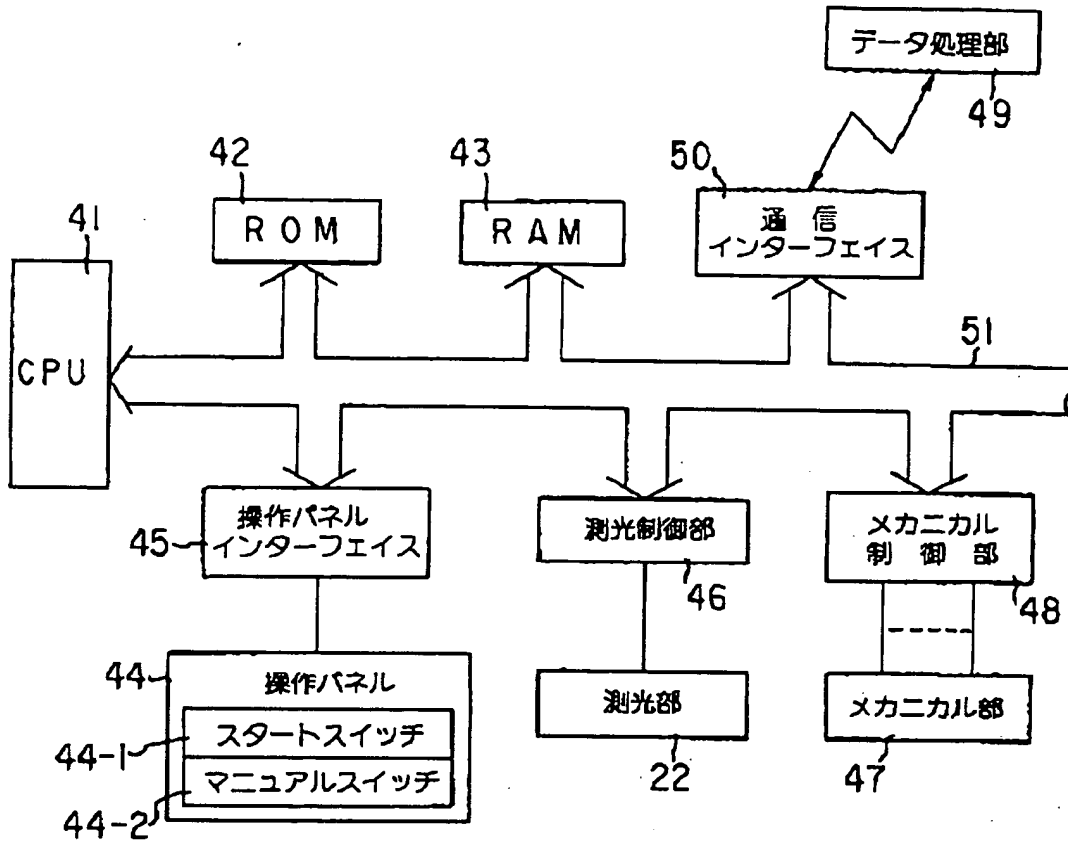 データ処理部
49
42
43
50
41
ROM
RAM
通信
インターフェイス
51
CPU
操作パネル
インターフェイス
45
測光制御部
46
メカニカル
制御部
48
44
操作パネル
スタートスイッチ
44-1
マニュアルスイッチ
44-2
測光部
22
メカニカル部
47